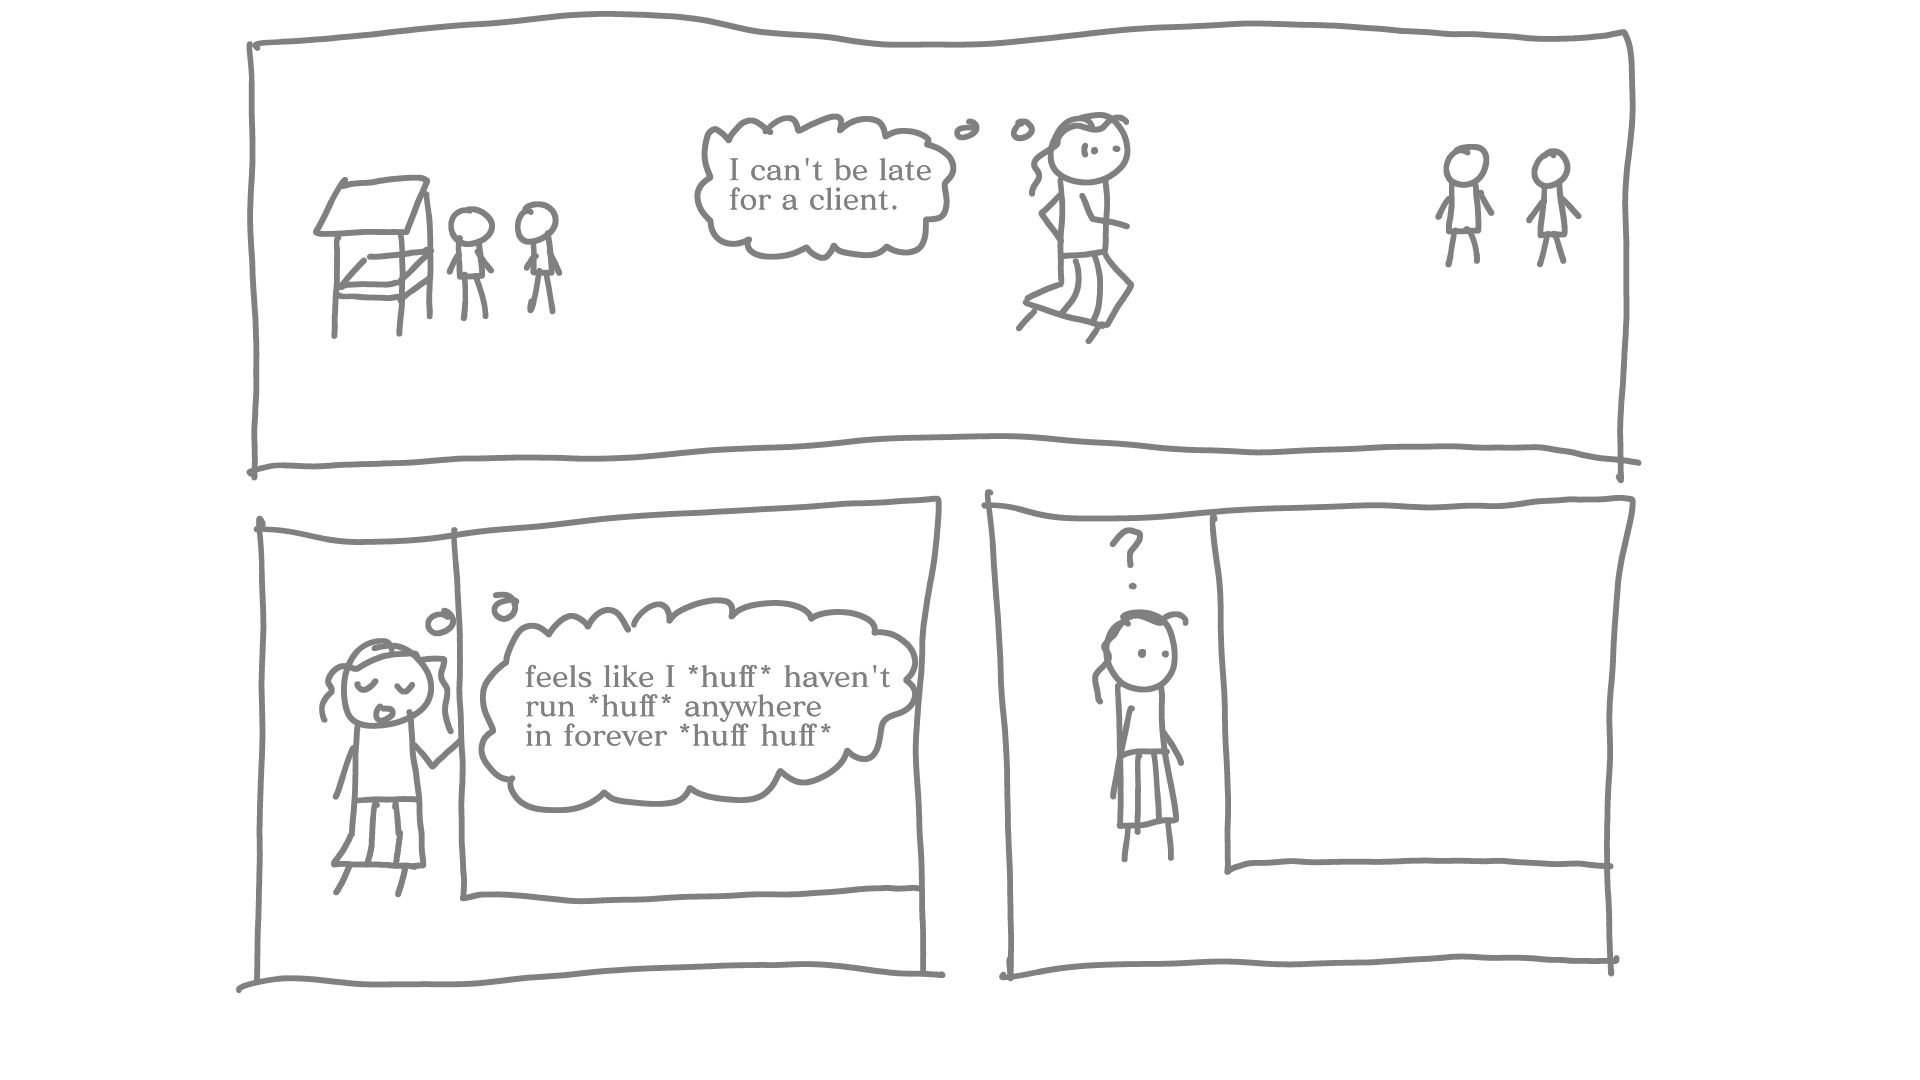 I can't be late
for a client.
feels like I *huff* haven't
run *huff* anywhere
in forever *huff huff*
?